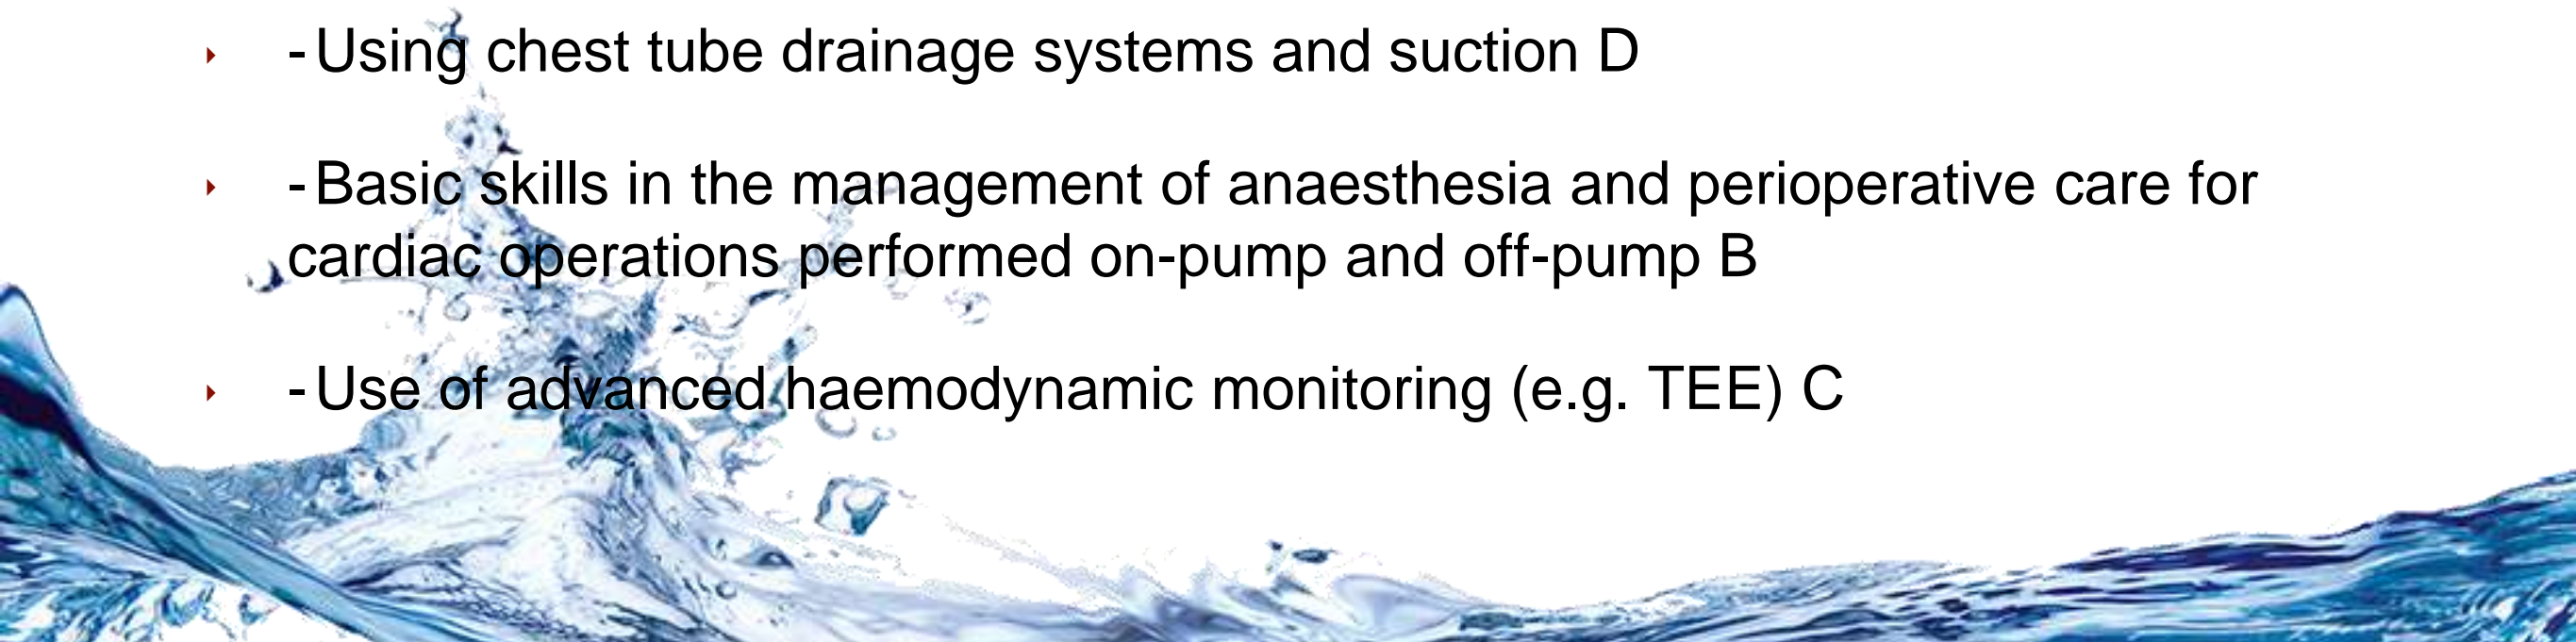 - Using chest tube drainage systems and suction D
- Basic skills in the management of anaesthesia and perioperative care for
cardiac operations performed on-pump and off-pump B
- Use of advanced haemodynamic monitoring (e.g. TEE) C